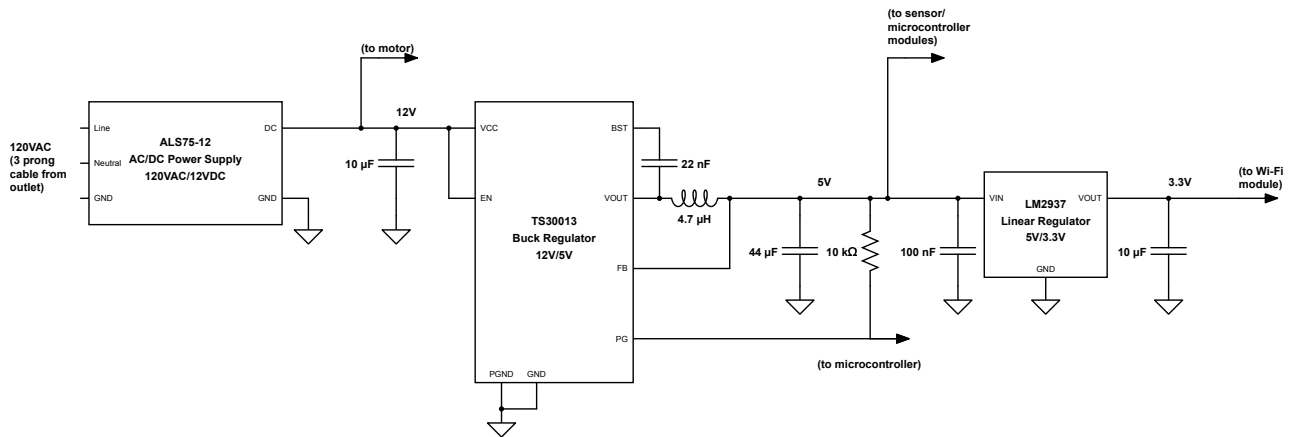 (to sensor/
microcontroller
modules)
(to motor)
120VAC
(3 prong
cable from
outlet)
Line
Neutral
GND
ALS75-12
AC/DC Power Supply
120VAC/12VDC
DC
GND
12V
10 µF
VCC
EN
TS30013
Buck Regulator
12V/5V
BST
VOUT
FB
PG
PGND
GND
22 nF
4.7 µH
5V
44 µF
10 kΩ
100 nF
(to microcontroller)
VIN
LM2937
Linear Regulator
5V/3.3V
VOUT
GND
3.3V
10 µF
(to Wi-Fi
module)